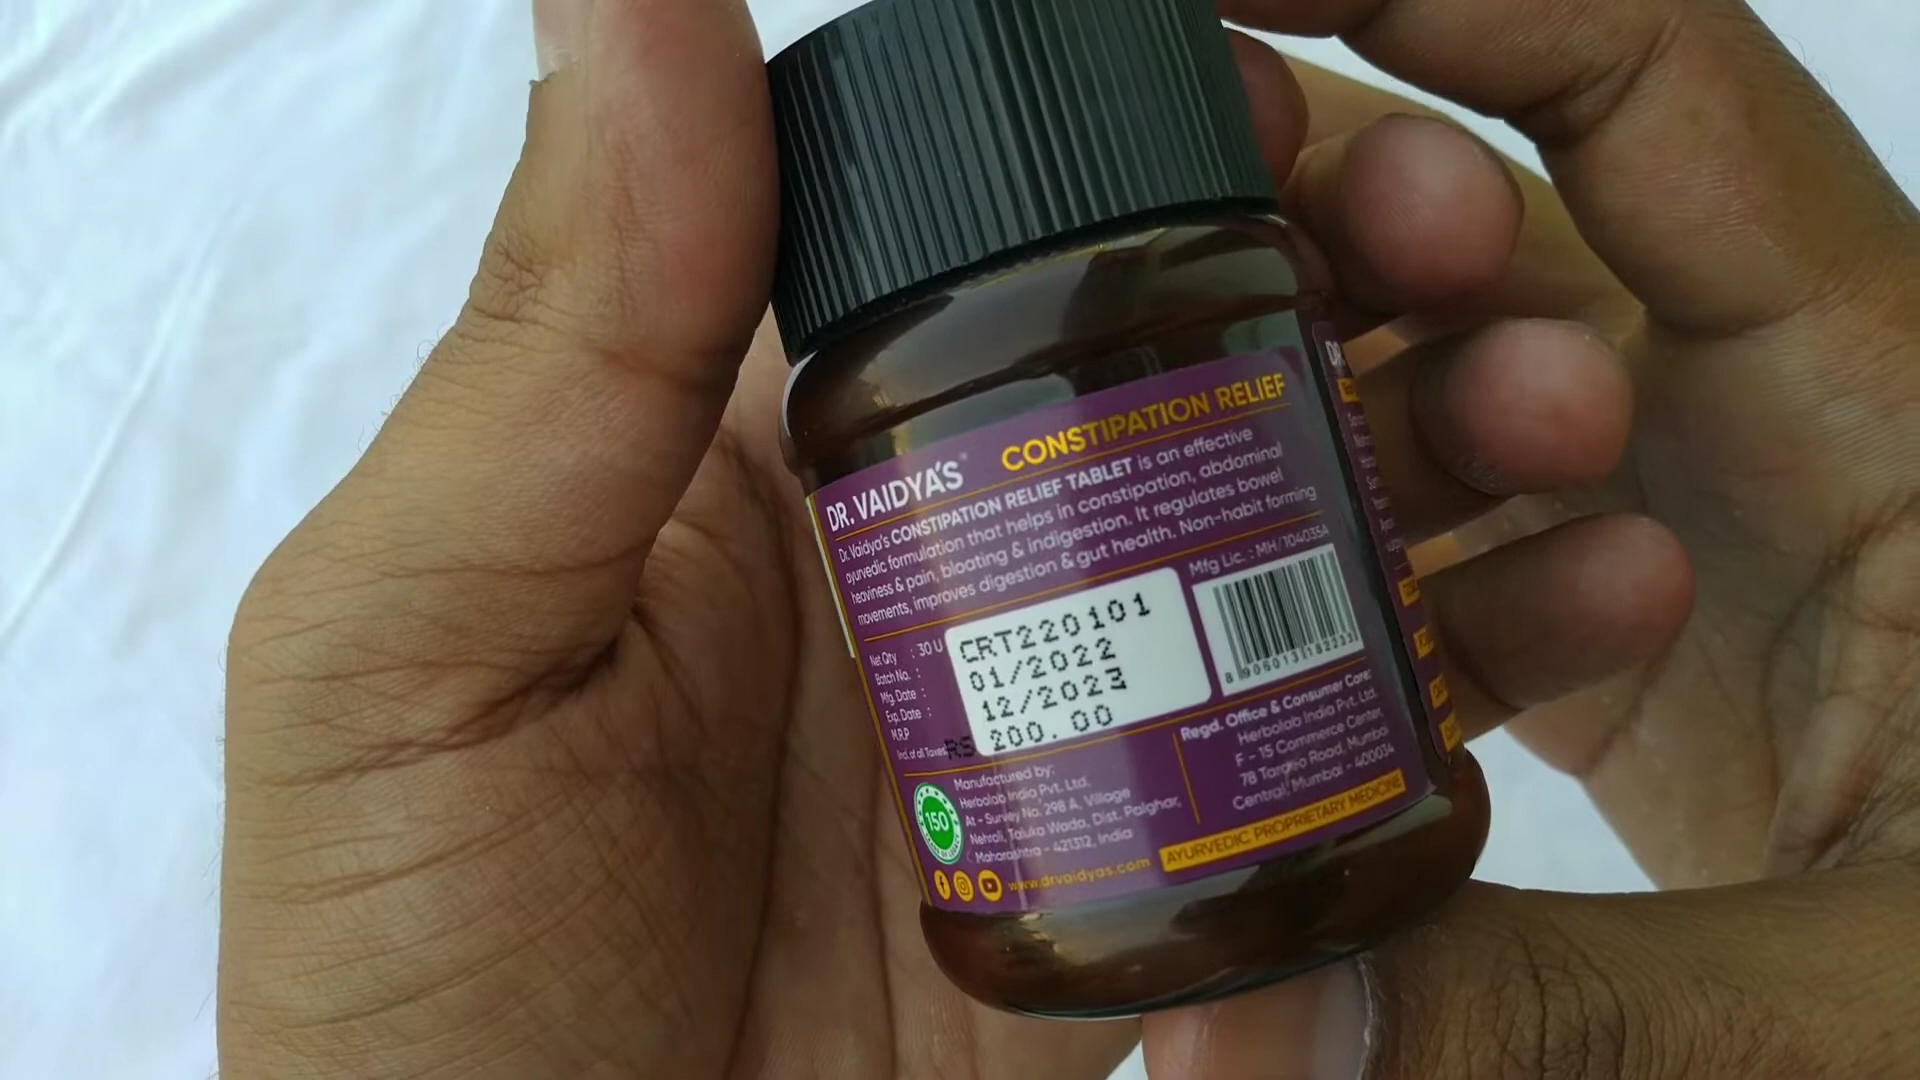 DR. VAIDYA'S CONSTIPATION RELIEF
Dr. Vaidya's CONSTIPATION RELIEF TABLET is an effective
ayurvedic formulation that helps in constipation, abdominal
heaviness & pain, bloating & indigestion. It regulates bowel
movements, improves digestion & gut health. Non-habit forming
Mfg Lic. : MH/104035A
Net Qty : 30 U
Batch No. : CRT220101
Mfg. Date : 01/2022
Exp. Date : 12/2023
M.R.P 200.00
(incl. of all Taxes RS
8 906013 182233
Manufactured by:
Herbolab India Pvt. Ltd.
At - Survey No. 298 A, Village
Nehroli, Taluka Wada, Dist. Palghar,
Maharashtra - 421312, India
150
www.drvaidyas.com
Regd. Office & Consumer Care:
Herbolab India Pvt. Ltd.
F - 15 Commerce Center,
78 Tardeo Road, Mumbai
Central, Mumbai - 400034
AYURVEDIC PROPRIETARY MEDICINE